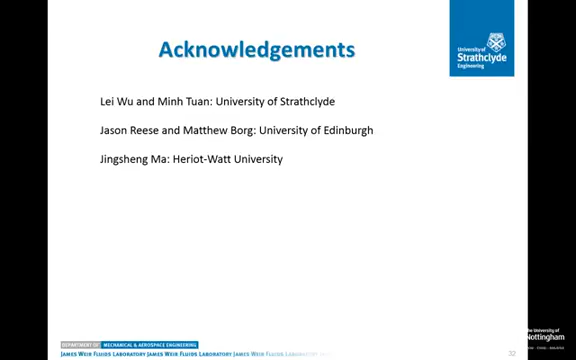 Acknowledgements
University of
Strathclyde
Engineering
Lei Wu and Minh Tuan: University of Strathclyde
Jason Reese and Matthew Borg: University of Edinburgh
Jingsheng Ma: Heriot-Watt University
DEPARTMENT OF MECHANICAL & AEROSPACE ENGINEERING
JAMES WEIR FLUIDS LABORATORY JAMES WEIR FLUIDS LABORATORY JAMES WEIR FLUIDS LABORATORY
32
The University of
Nottingham